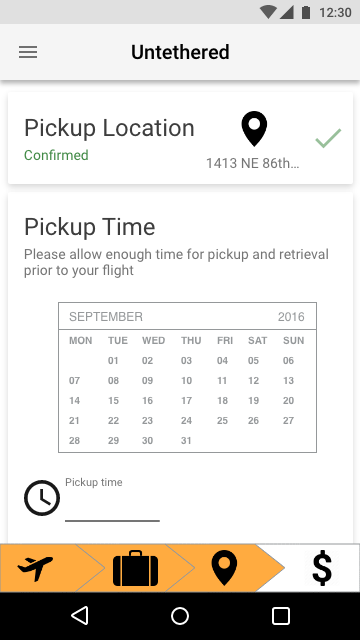 12:30
Untethered
Pickup Location
Confirmed
1413 NE 86th...
Pickup Time
Please allow enough time for pickup and retrieval
prior to your flight
SEPTEMBER 2016
MON TUE WED THU FRI SAT SUN
01 02 03 04 05 06
07 08 09 10 11 12 13
14 15 16 17 18 19 20
21 22 23 24 25 26 27
28 29 30 31
Pickup time
$